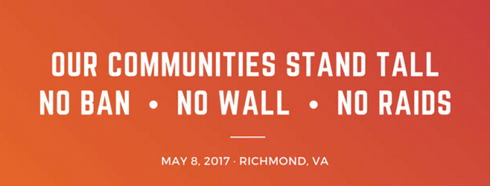 OUR COMMUNITIES STAND TALL
NO BAN • NO WALL • NO RAIDS
MAY 8, 2017 · RICHMOND, VA